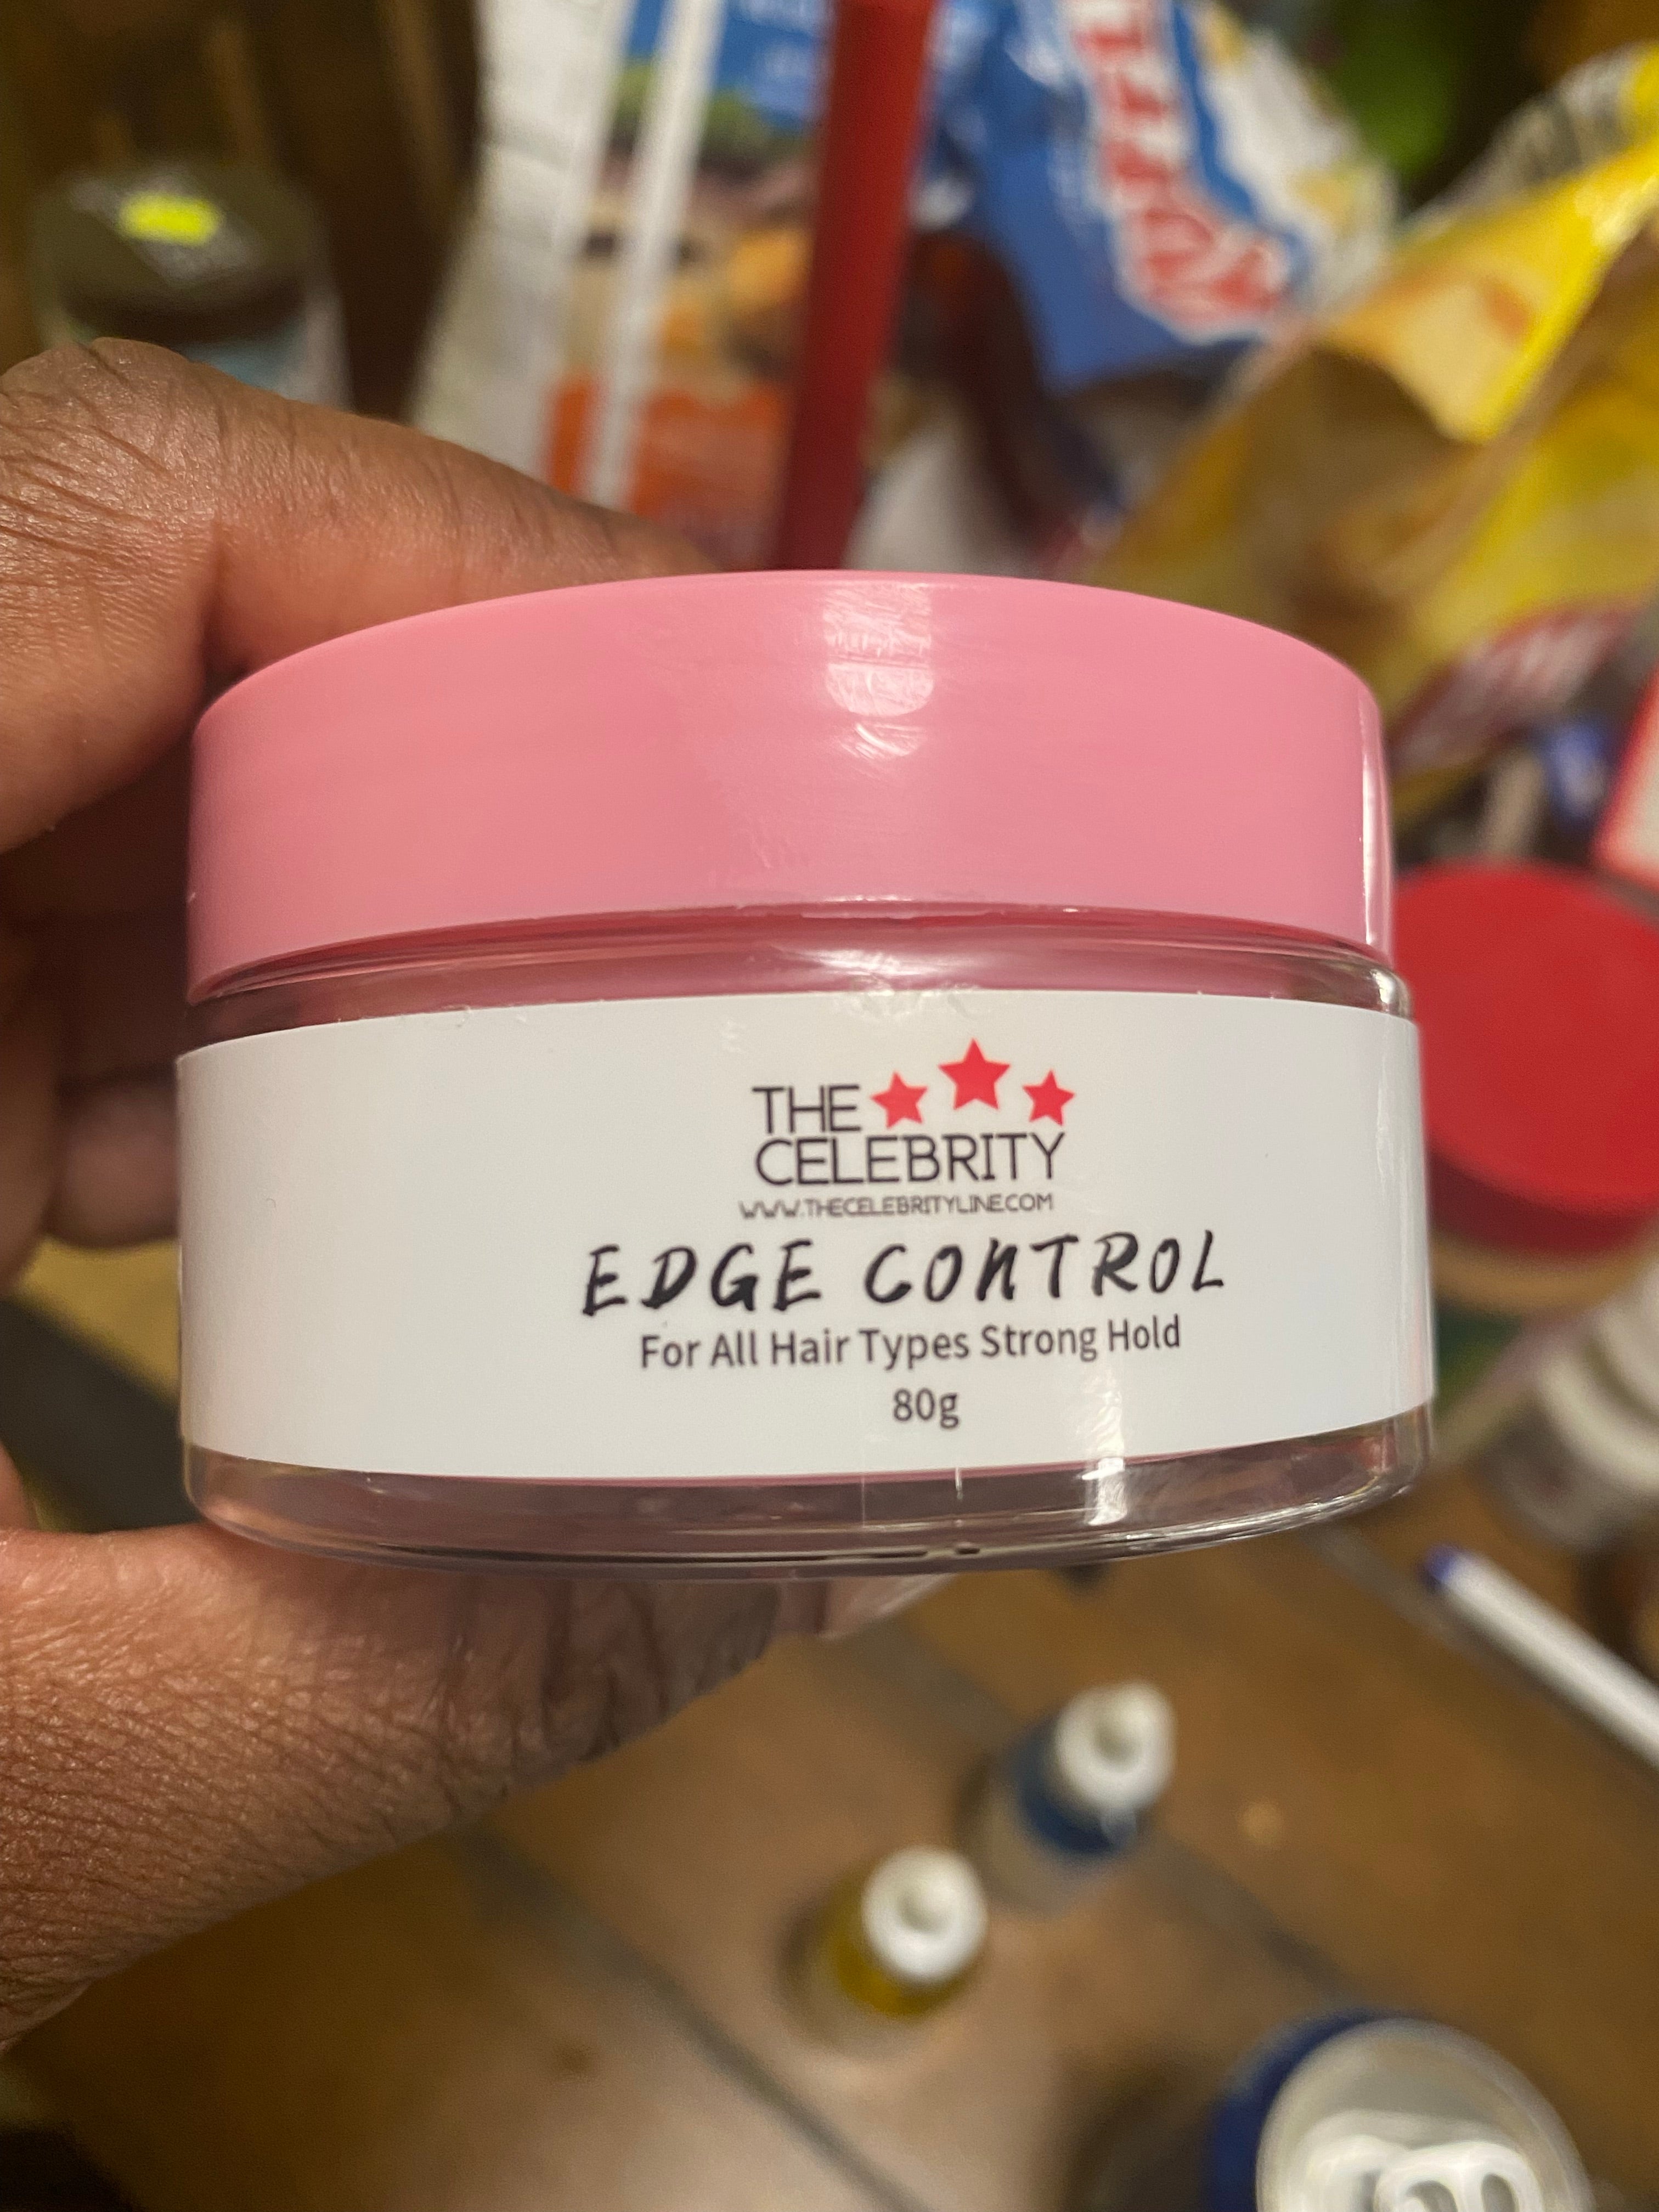 THE
CELEBRITY
WWW.THECELEBRITYLINE.COM
EDGE CONTROL
For All Hair Types Strong Hold
80g